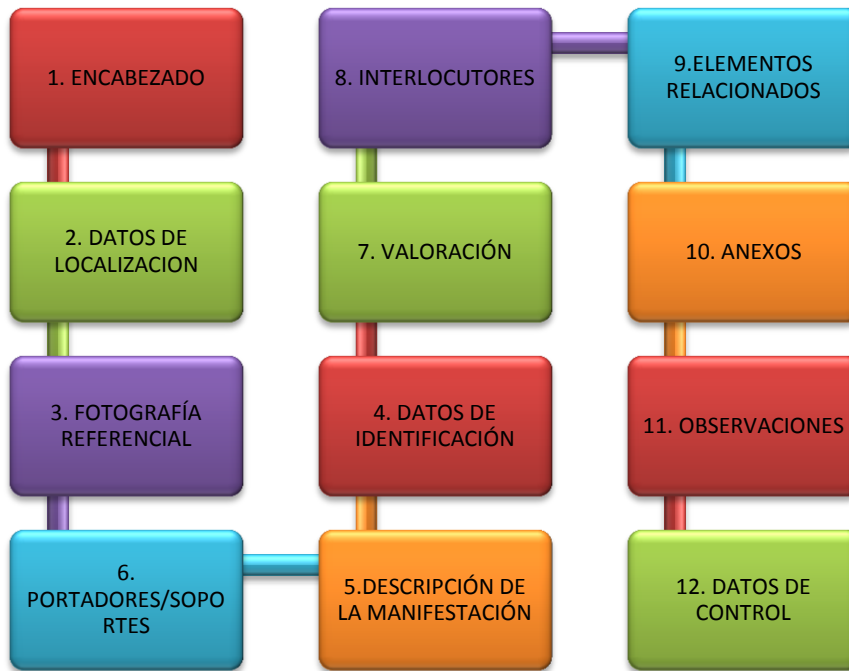 1. ENCABEZADO
2. DATOS DE
LOCALIZACION
3. FOTOGRAFÍA
REFERENCIAL
6.
PORTADORES/SOPO
RTES
5.DESCRIPCIÓN DE
LA MANIFESTACIÓN
4. DATOS DE
IDENTIFICACIÓN
7. VALORACIÓN
8. INTERLOCUTORES
9.ELEMENTOS
RELACIONADOS
10. ANEXOS
11. OBSERVACIONES
12. DATOS DE
CONTROL